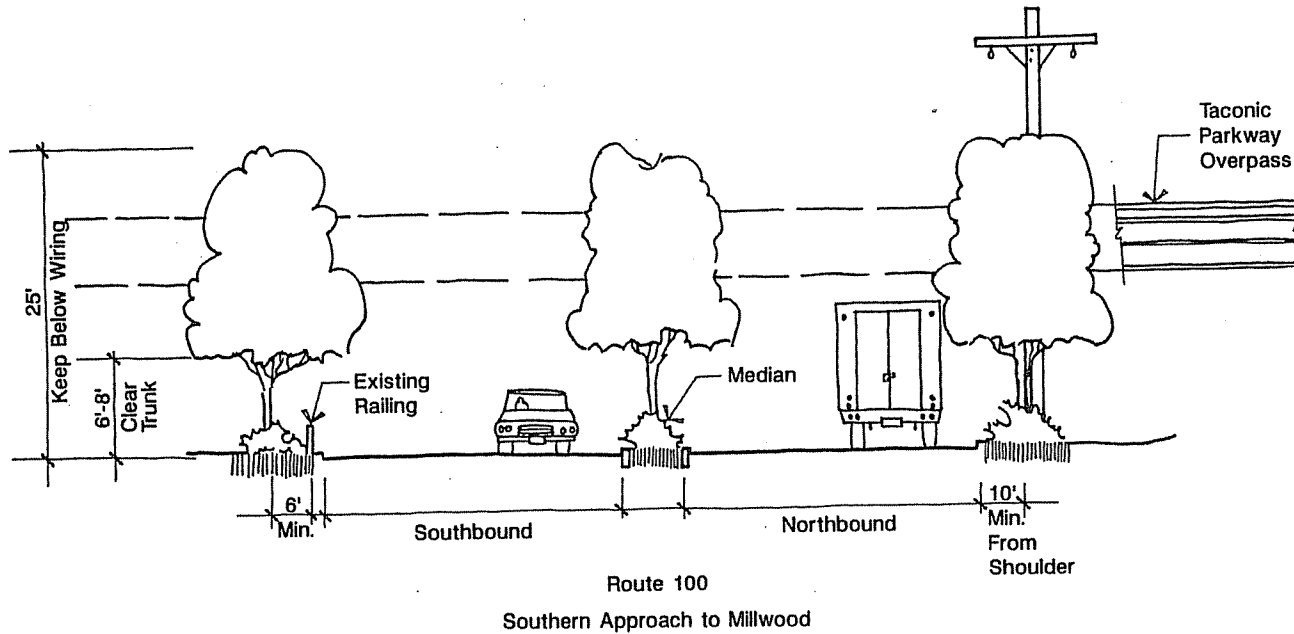 Taconic
Parkway
Overpass
25'
Keep Below Wiring
6'-8'
Clear
Trunk
Existing
Railing
Median
6'
Min.
Southbound
Northbound
10'
Min.
From
Shoulder
Route 100
Southern Approach to Millwood